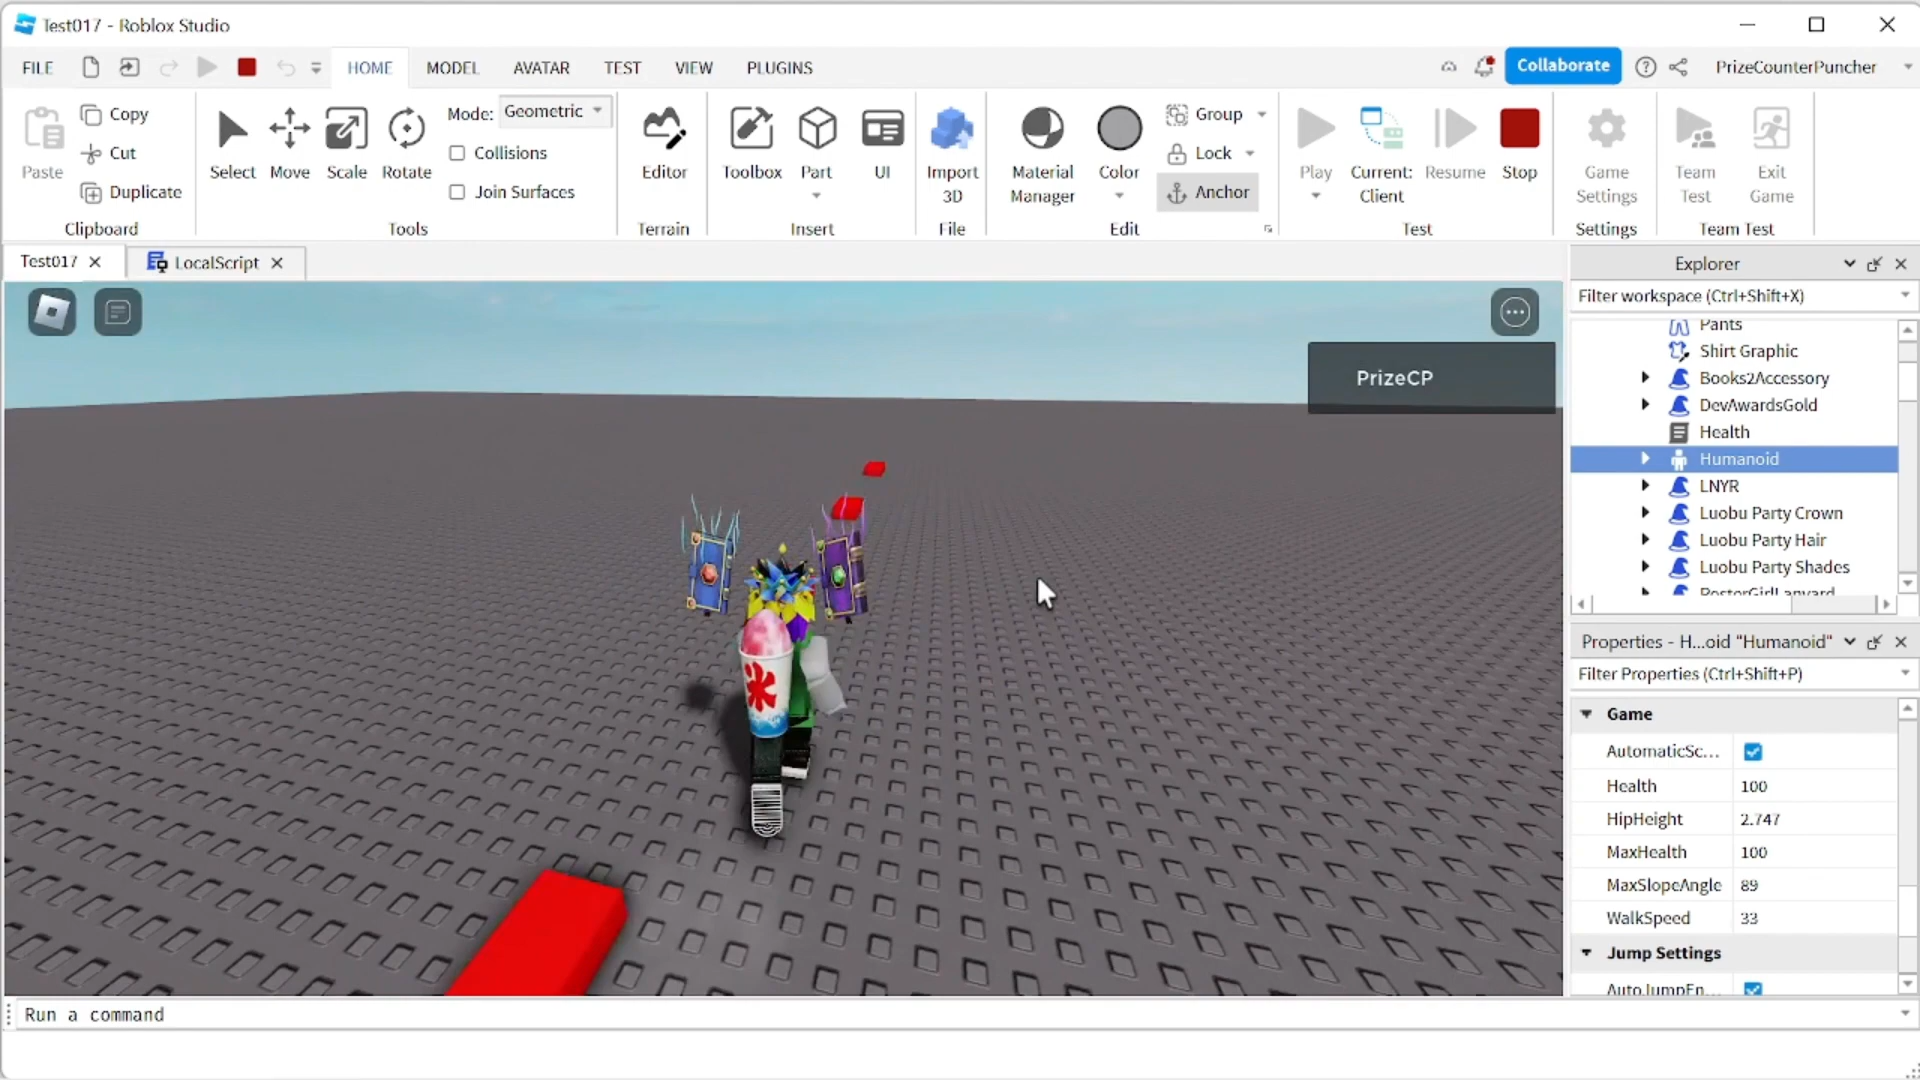 Test017 - Roblox Studio
FILE HOME MODEL AVATAR TEST VIEW PLUGINS Collaborate PrizeCounterPuncher
Paste Copy Cut Duplicate
Clipboard
Select Move Scale Rotate Mode: Geometric
Collisions
Join Surfaces
Tools
Editor
Terrain
Toolbox Part UI
Insert
Import 3D
File
Material Manager Color Group Lock Anchor
Edit
Play Current: Client Resume Stop
Test
Game Settings
Settings
Team Test Exit Game
Team Test
Test017 LocalScript
PrizeCP
氷
Explorer
Filter workspace (Ctrl+Shift+X)
Pants
Shirt Graphic
Books2Accessory
DevAwardsGold
Health
Humanoid
LNYR
Luobu Party Crown
Luobu Party Hair
Luobu Party Shades
RosterGirlLanyard
Properties - H...oid "Humanoid"
Filter Properties (Ctrl+Shift+P)
Game
AutomaticSc...
Health 100
HipHeight 2.747
MaxHealth 100
MaxSlopeAngle 89
WalkSpeed 33
Jump Settings
AutoJumpEn...
Run a command